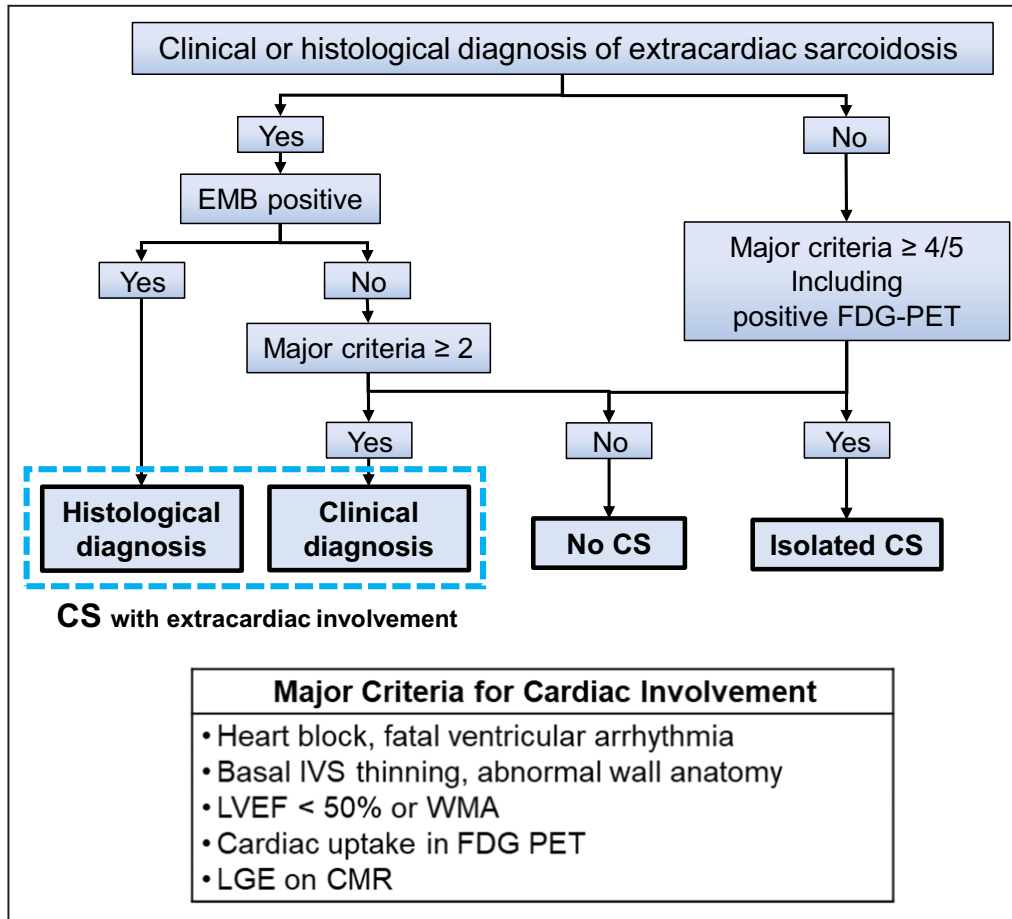 Clinical or histological diagnosis of extracardiac sarcoidosis
Yes
No
EMB positive
Major criteria ≥ 4/5
Including
positive FDG-PET
Yes
No
Major criteria ≥ 2
Yes
No
Yes
Histological
diagnosis
Clinical
diagnosis
No CS
Isolated CS
CS with extracardiac involvement
Major Criteria for Cardiac Involvement
• Heart block, fatal ventricular arrhythmia
• Basal IVS thinning, abnormal wall anatomy
• LVEF < 50% or WMA
• Cardiac uptake in FDG PET
• LGE on CMR